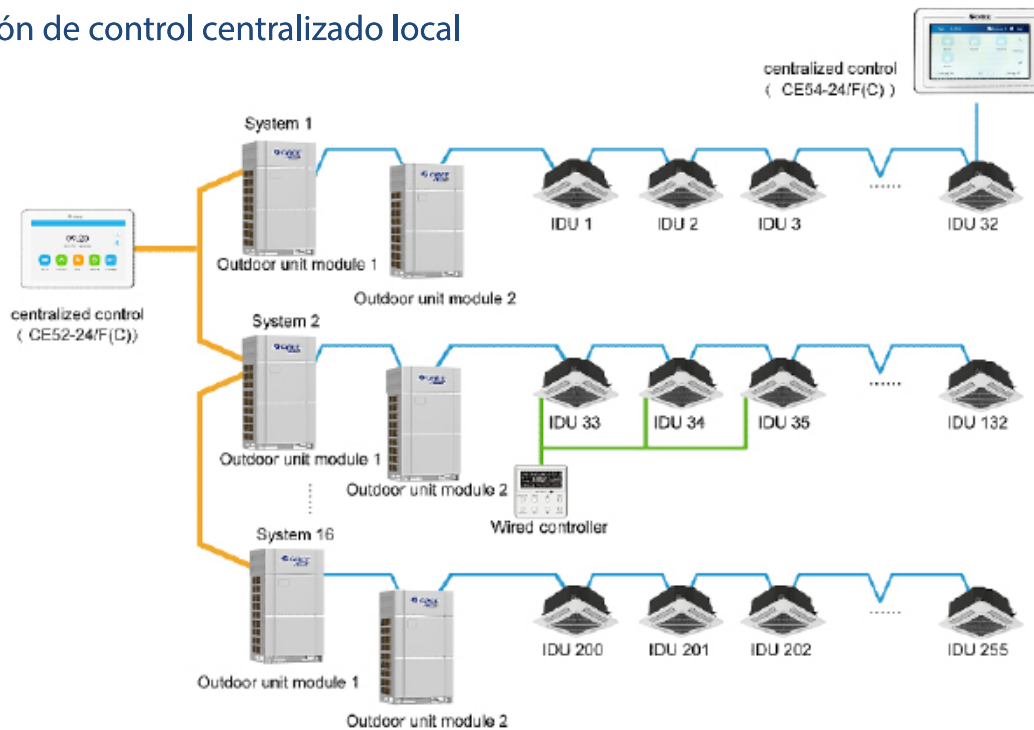 ón de control centralizado local
centralized control
( CE54-24/F(C) )
System 1
IDU 1
IDU 2
IDU 3
......
IDU 32
GREE
09:20
Outdoor unit module 1
Outdoor unit module 2
centralized control
( CE52-24/F(C))
System 2
IDU 33
IDU 34
IDU 35
......
IDU 132
Outdoor unit module 1
Outdoor unit module 2
Wired controller
System 16
IDU 200
IDU 201
IDU 202
......
IDU 255
Outdoor unit module 1
Outdoor unit module 2